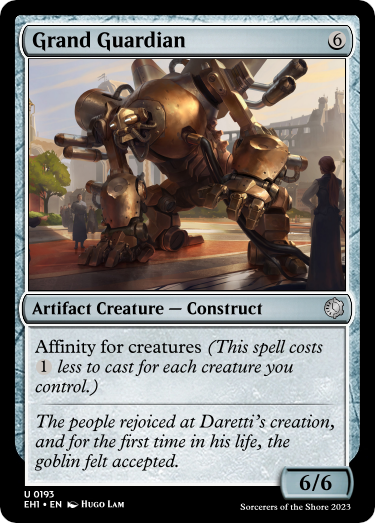 Grand Guardian 6
Artifact Creature — Construct
Affinity for creatures (This spell costs
1 less to cast for each creature you
control.)
The people rejoiced at Daretti's creation,
and for the first time in his life, the
goblin felt accepted.
6/6
U 0193
EH1 • EN Hugo Lam
Sorcerers of the Shore 2023